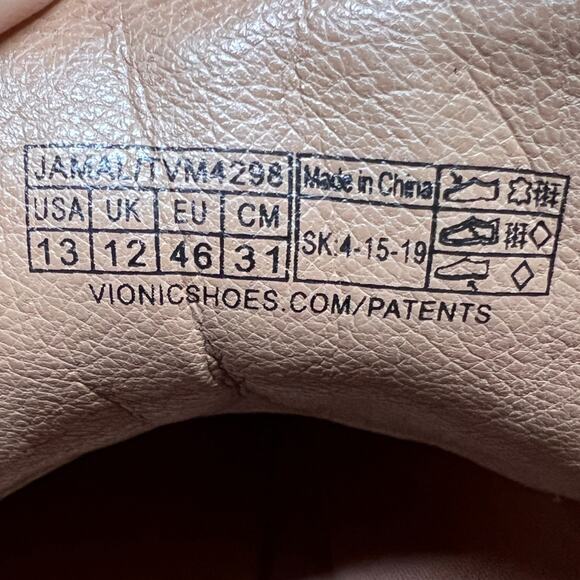 JAMAL/TVM4298
Made in China
USA UK EU CM
13 12 46 31
SK:4-15-19
VIONICSHOES.COM/PATENTS